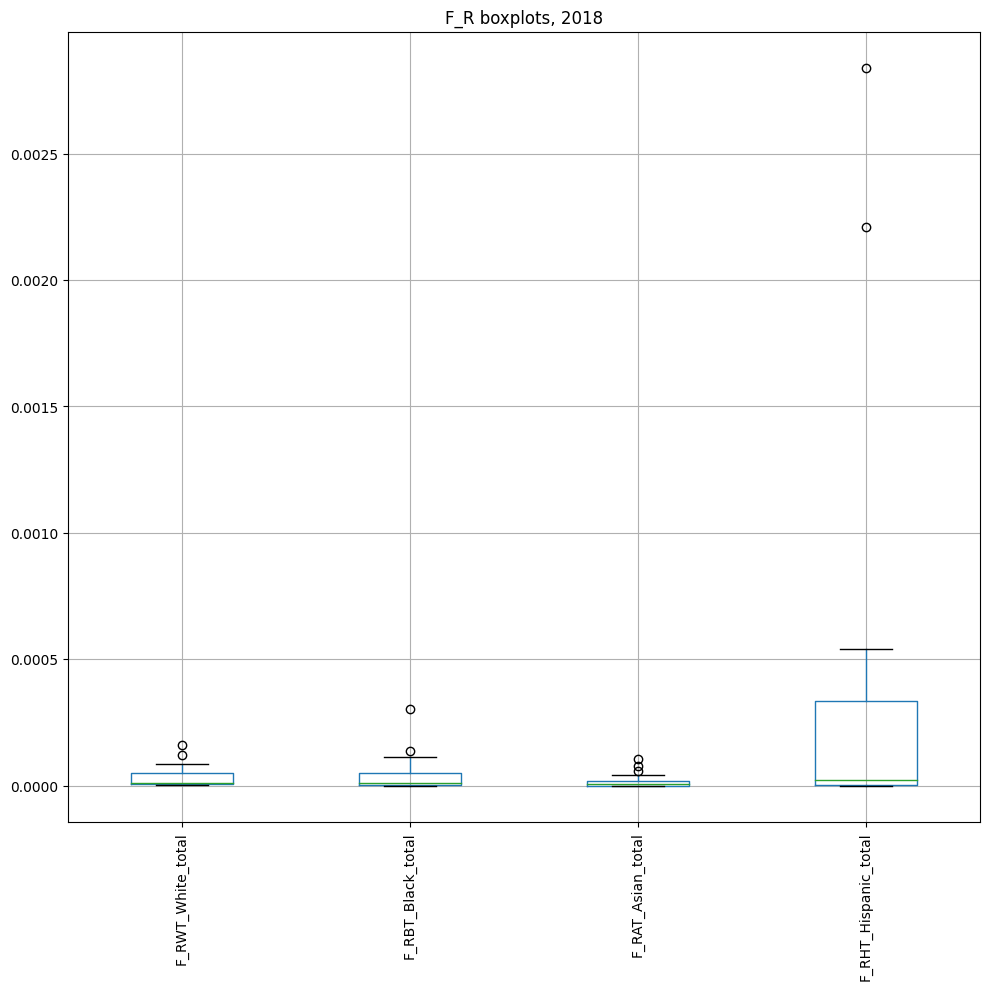 F_R boxplots, 2018
0.0025
0.0020
0.0015
0.0010
0.0005
0.0000
F_RWT_White_total
F_RBT_Black_total
F_RAT_Asian_total
F_RHT_Hispanic_total